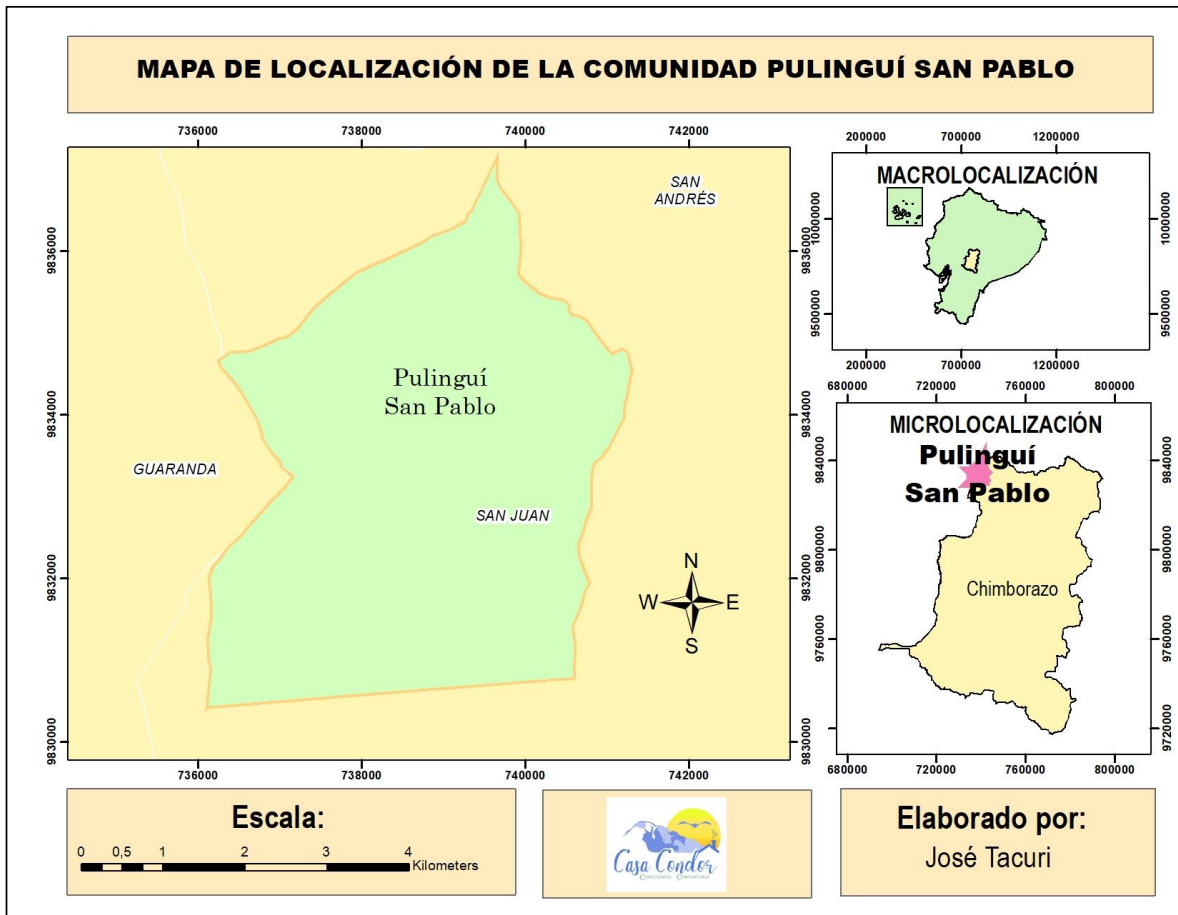 MAPA DE LOCALIZACIÓN DE LA COMUNIDAD PULINGUÍ SAN PABLO
736000 738000 740000 742000
9836000 9836000
9834000 9834000
9832000 9832000
9830000 9830000
SAN
ANDRÉS
Pulinguí
San Pablo
GUARANDA
SAN JUAN
N
W E
S
736000 738000 740000 742000
200000 700000 1200000
MACROLOCALIZACIÓN
10000000 10000000
9500000 9500000
200000 700000 1200000
680000 720000 760000 800000
MICROLOCALIZACIÓN
Pulinguí
San Pablo
Chimborazo
9840000 9840000
9800000 9800000
9760000 9760000
9720000 9720000
680000 720000 760000 800000
Escala:
0 0,5 1 2 3 4
Kilometers
Casa Condor
Convivencia Comunitaria
Elaborado por:
José Tacuri